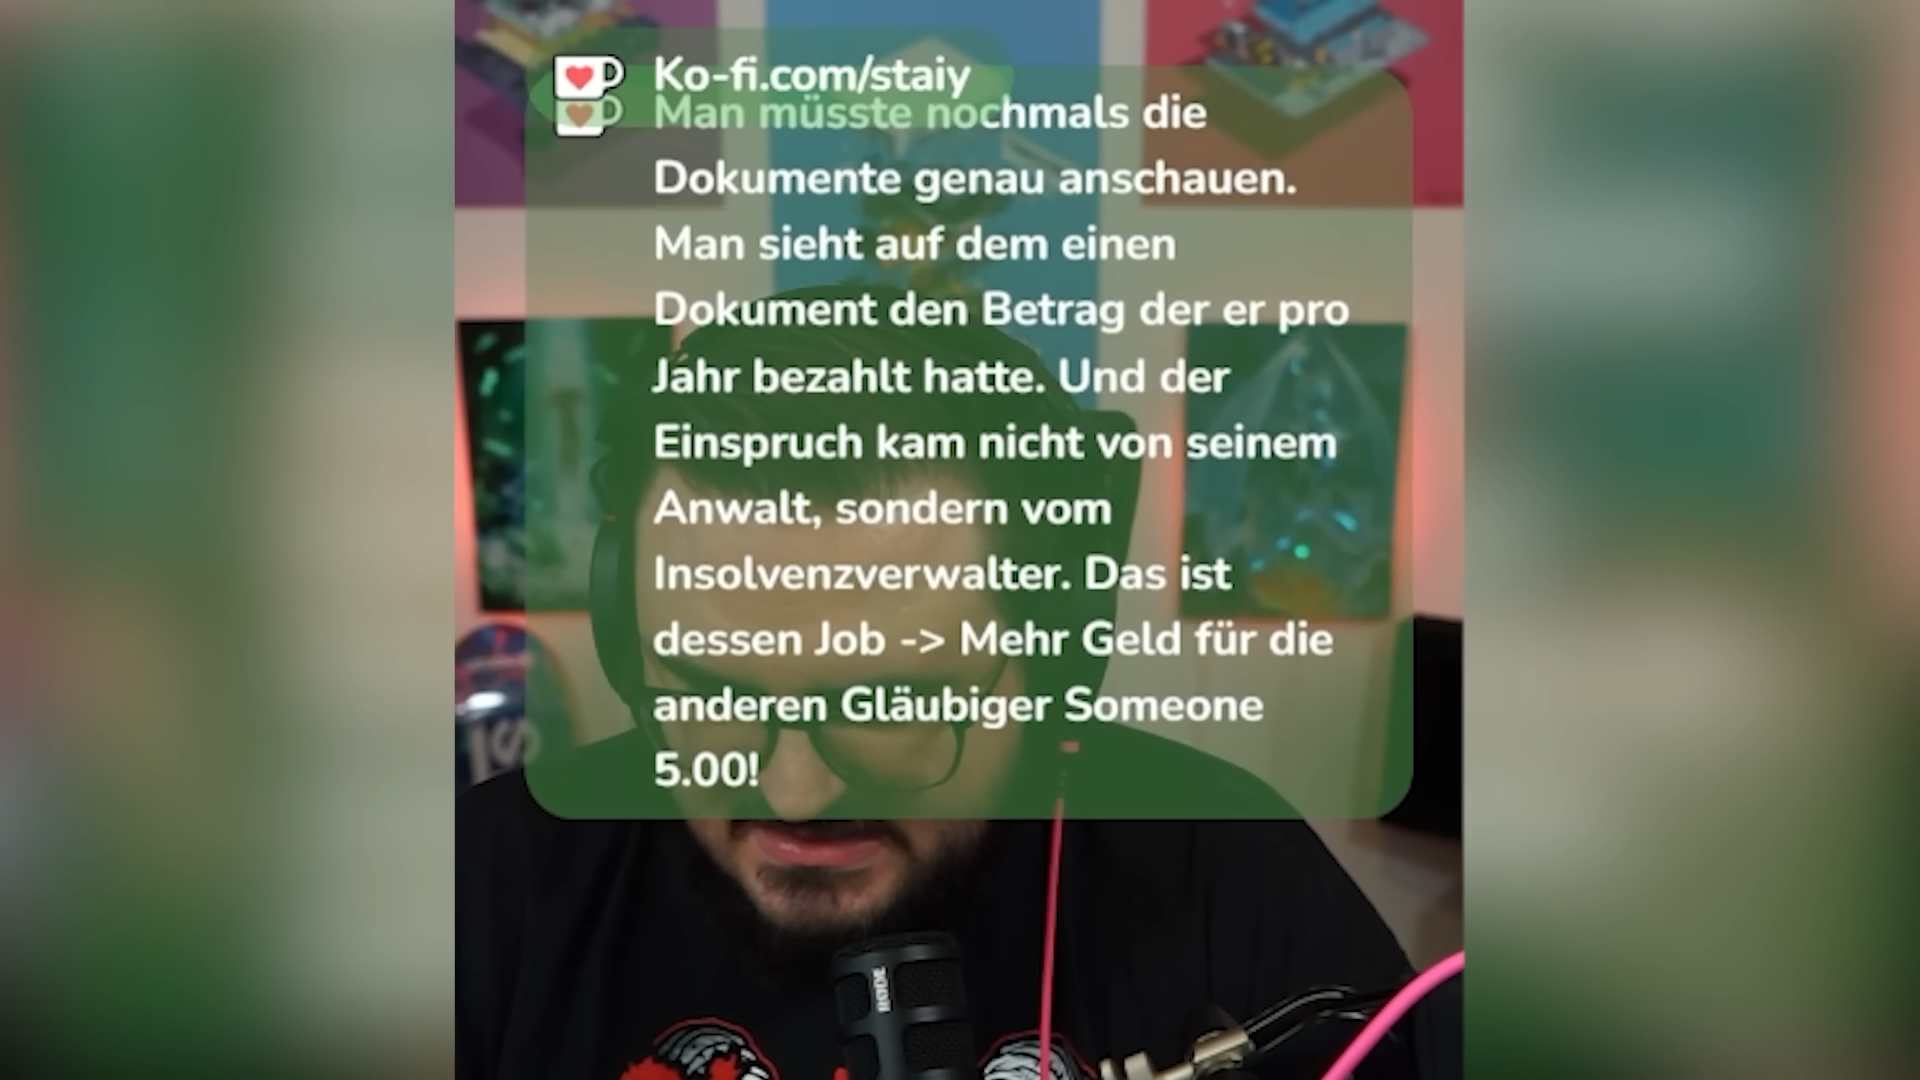 Ko-fi.com/staiy
Man müsste nochmals die
Dokumente genau anschauen.
Man sieht auf dem einen
Dokument den Betrag der er pro
Jahr bezahlt hatte. Und der
Einspruch kam nicht von seinem
Anwalt, sondern vom
Insolvenzverwalter. Das ist
dessen Job -> Mehr Geld für die
anderen Gläubiger Someone
5.00!
RODE